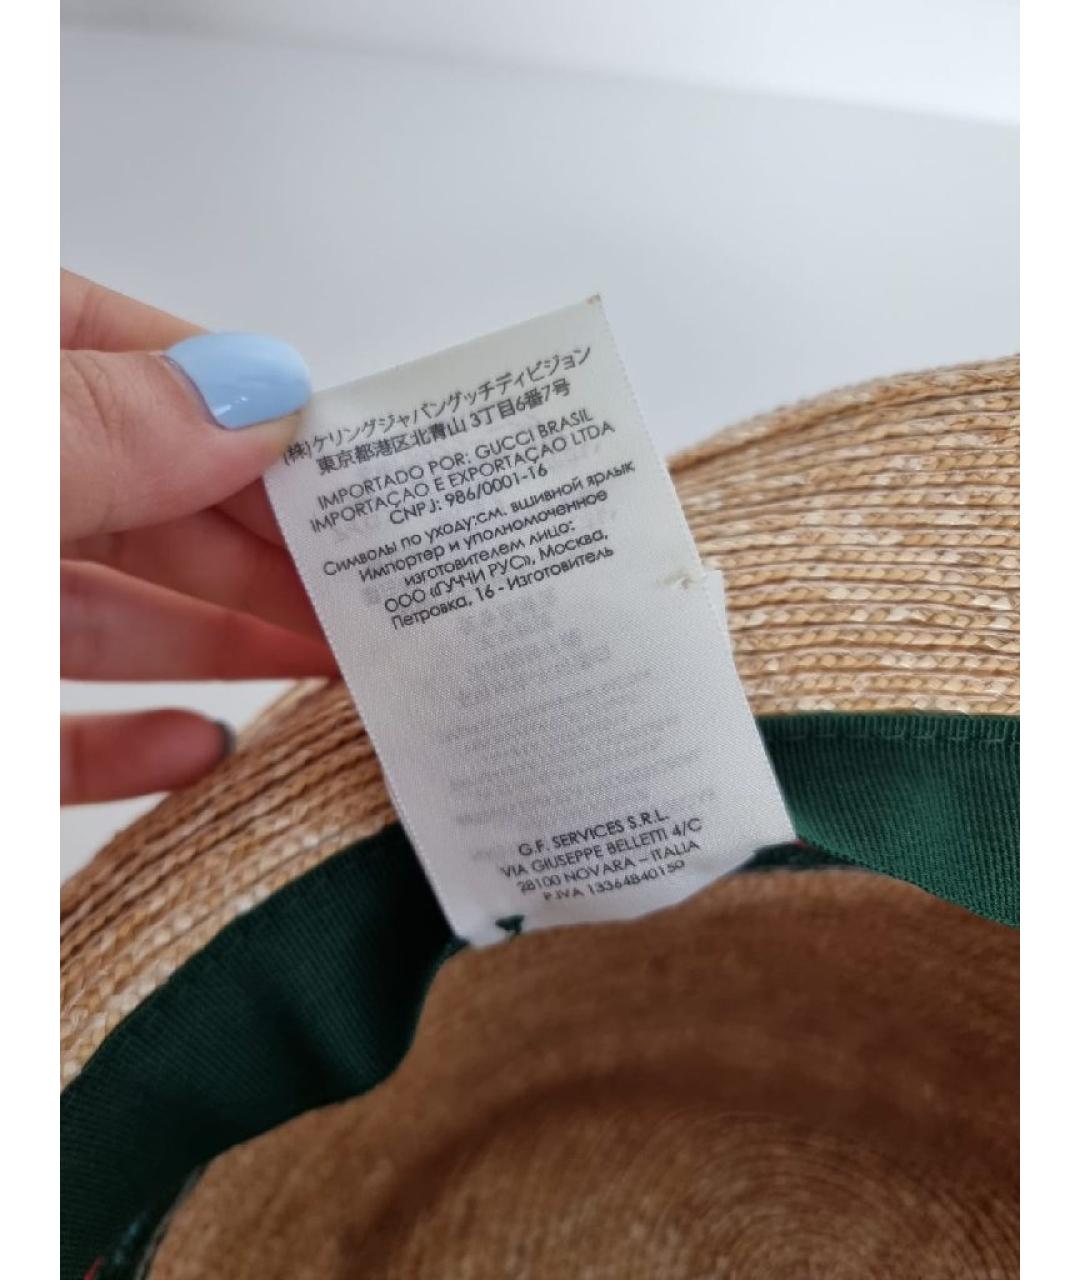 (株)ケリングジャパングッチディビジョン
東京都港区北青山 3丁目6番7号
IMPORTADO POR: GUCCI BRASIL
IMPORTAÇAO E EXPORTAÇAO LTDA
CNPJ: 986/0001-16
Символы по уходу:см. вшивной ярлык
Импортер и уполномоченное
изготовителем лицо:
ООО «ГУЧЧИ РУС», Москва,
Петровка, 16 - Изготовитель
G.F. SERVICES S.R.L.
VIA GIUSEPPE BELLETTI 4/C
28100 NOVARA – ITALIA
P.IVA 13364840150